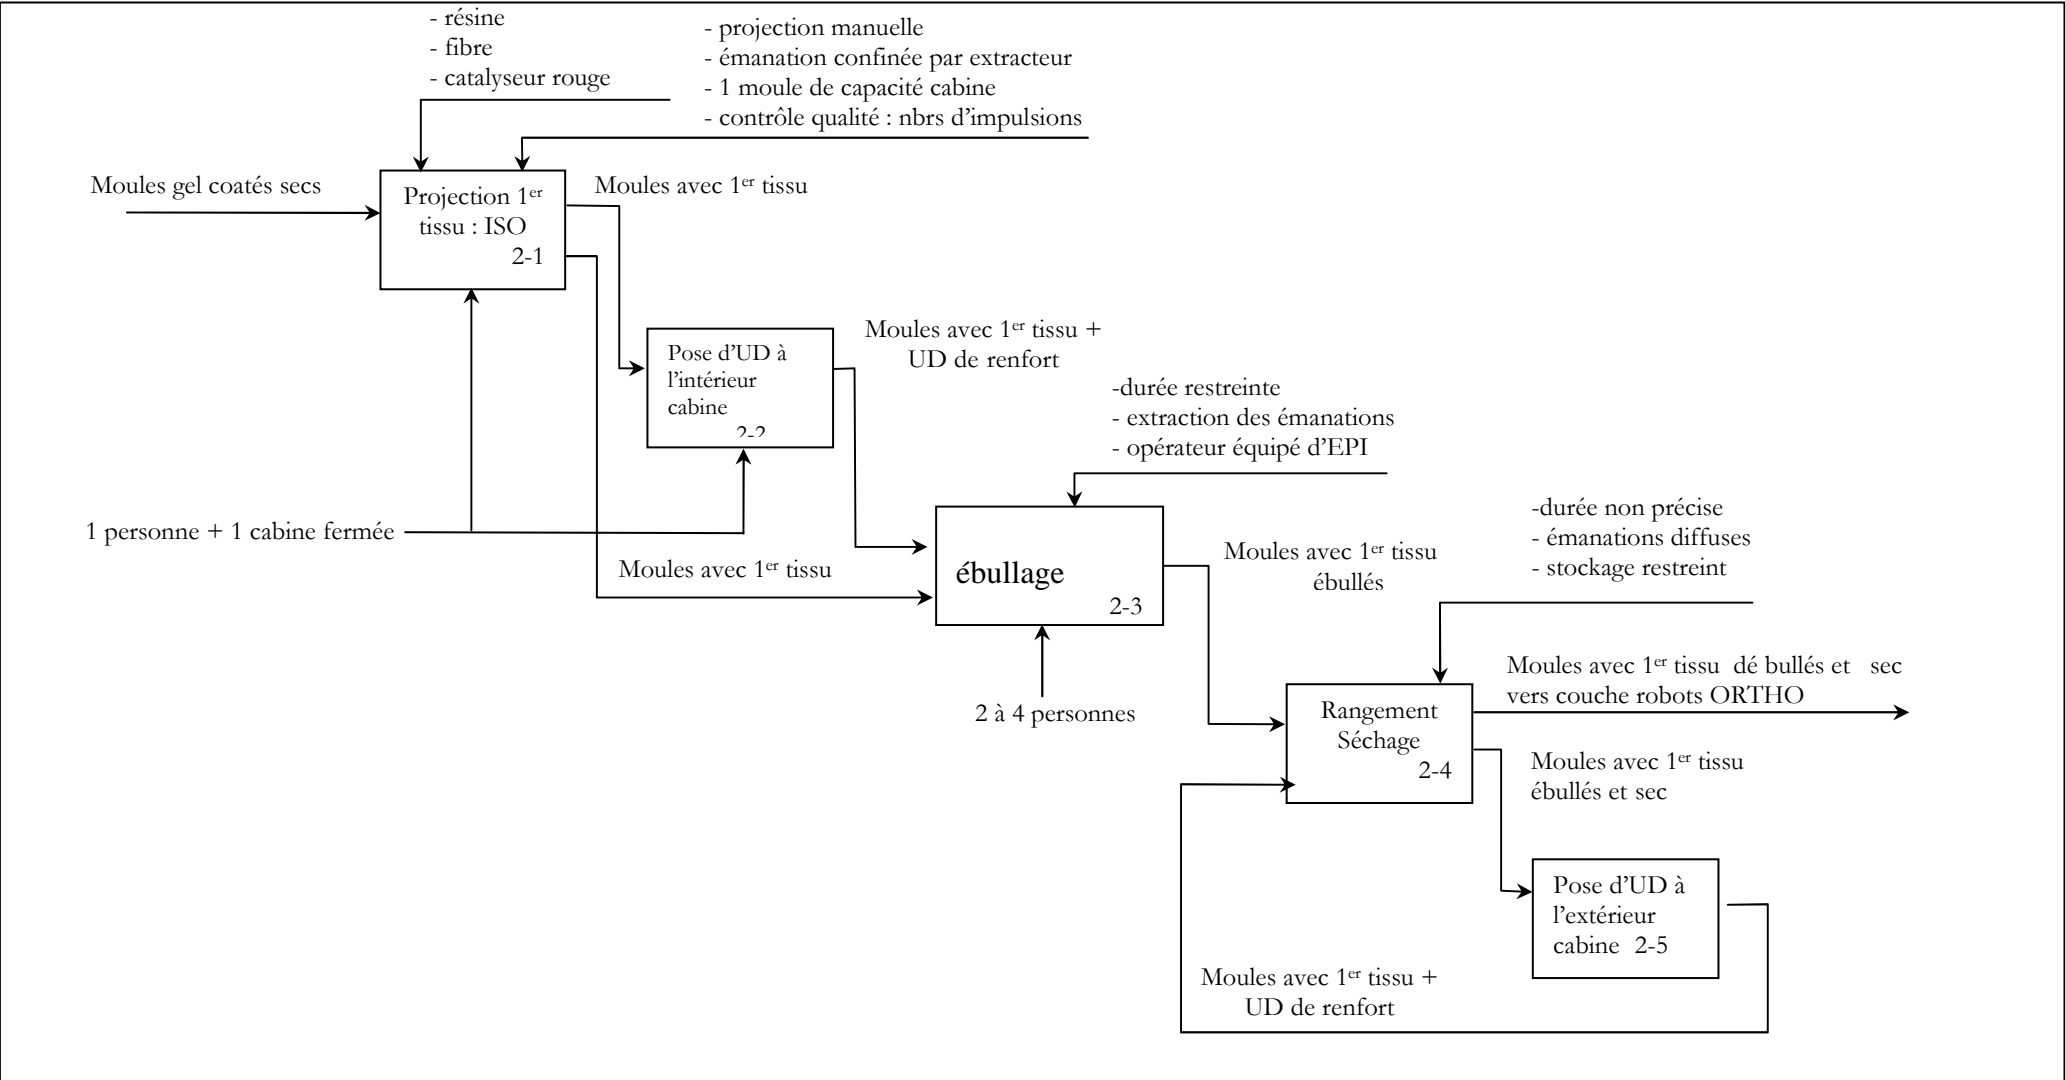 - résine
- fibre
- catalyseur rouge
- projection manuelle
- émanation confinée par extracteur
- 1 moule de capacité cabine
- contrôle qualité : nbrs d’impulsions
Moules gel coatés secs
Projection 1er
tissu : ISO
2-1
Moules avec 1er tissu
Pose d’UD à
l’intérieur
cabine
2-2
Moules avec 1er tissu +
UD de renfort
1 personne + 1 cabine fermée
Moules avec 1er tissu
-durée restreinte
- extraction des émanations
- opérateur équipé d’EPI
ébullage
2-3
2 à 4 personnes
Moules avec 1er tissu
ébullés
-durée non précise
- émanations diffuses
- stockage restreint
Rangement
Séchage
2-4
Moules avec 1er tissu dé bullés et sec
vers couche robots ORTHO
Moules avec 1er tissu
ébullés et sec
Pose d’UD à
l’extérieur
cabine 2-5
Moules avec 1er tissu +
UD de renfort